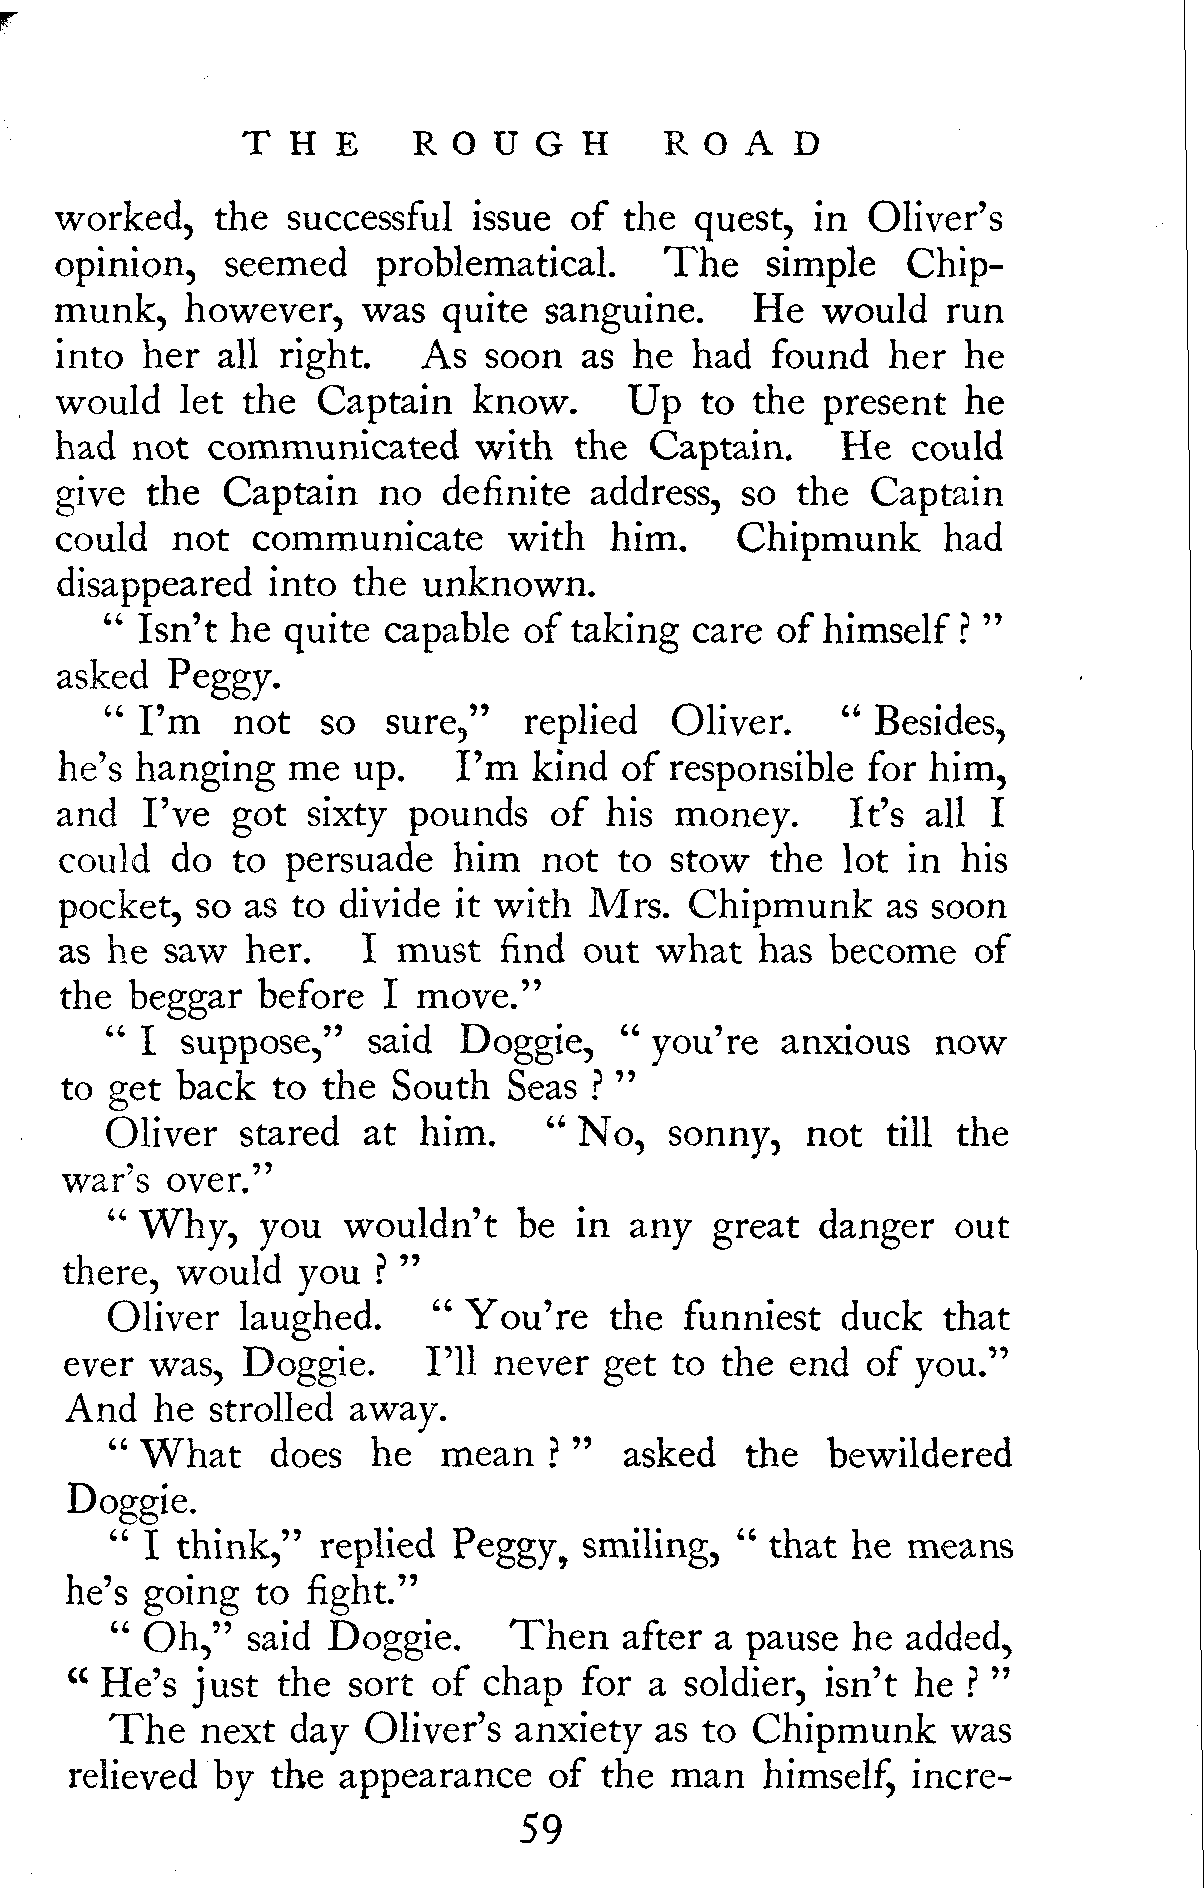 THE ROUGH ROAD
worked, the successful issue of the quest, in Oliver's
opinion, seemed problematical. The simple Chip-
munk, however, was quite sanguine. He would run
into her all right. As soon as he had found her he
would let the Captain know. Up to the present he
had not communicated with the Captain. He could
give the Captain no definite address, so the Captain
could not communicate with him. Chipmunk had
disappeared into the unknown.
“ Isn't he quite capable of taking care of himself ? ”
asked Peggy.
“ I'm not so sure,” replied Oliver. “ Besides,
he's hanging me up. I'm kind of responsible for him,
and I've got sixty pounds of his money. It's all I
could do to persuade him not to stow the lot in his
pocket, so as to divide it with Mrs. Chipmunk as soon
as he saw her. I must find out what has become of
the beggar before I move.”
“ I suppose,” said Doggie, “ you're anxious now
to get back to the South Seas ? ”
Oliver stared at him. “ No, sonny, not till the
war's over.”
“ Why, you wouldn't be in any great danger out
there, would you ? ”
Oliver laughed. “ You're the funniest duck that
ever was, Doggie. I'll never get to the end of you.”
And he strolled away.
“ What does he mean ? ” asked the bewildered
Doggie.
“ I think,” replied Peggy, smiling, “ that he means
he's going to fight.”
“ Oh,” said Doggie. Then after a pause he added,
“ He's just the sort of chap for a soldier, isn't he ? ”
The next day Oliver's anxiety as to Chipmunk was
relieved by the appearance of the man himself, incre-
59